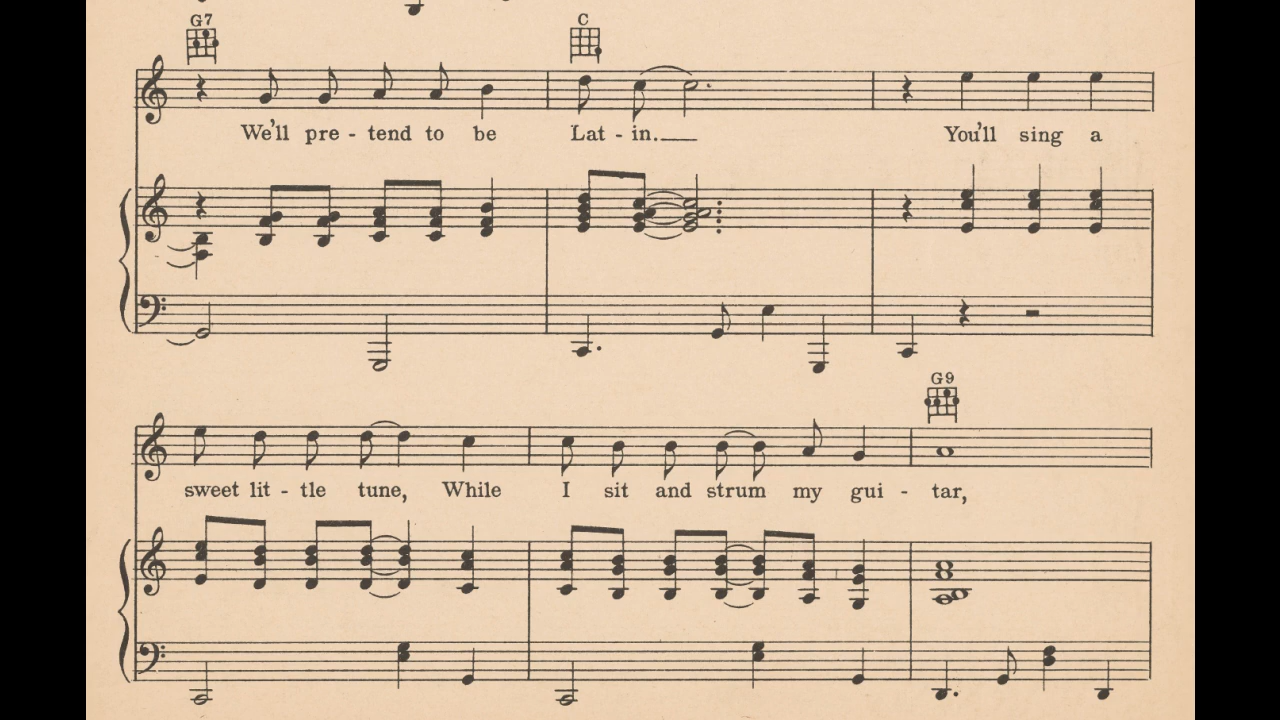 G7 C
We'll pre - tend to be Lat - in. You'll sing a
G9
sweet lit - tle tune, While I sit and strum my gui - tar,